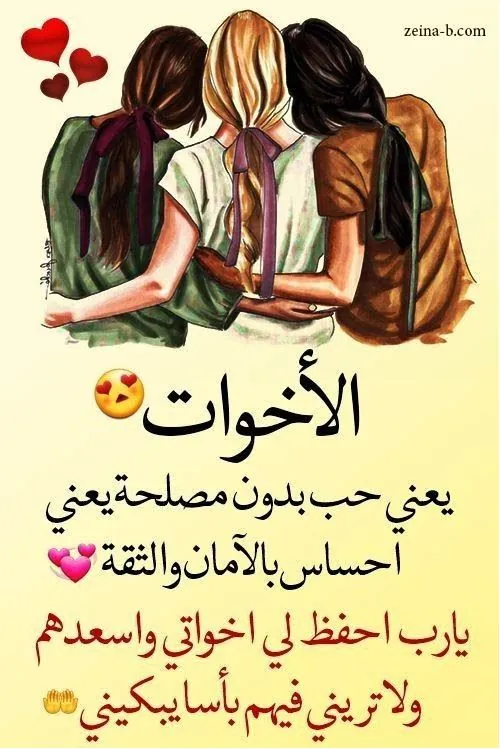 zeina-b.com
الأخوات
يعني حب بدون مصلحة يعني
احساس بالآمان والثقة
يارب احفظ لي اخواتي واسعدهم
ولا تريني فيهم بأسا يبكيني